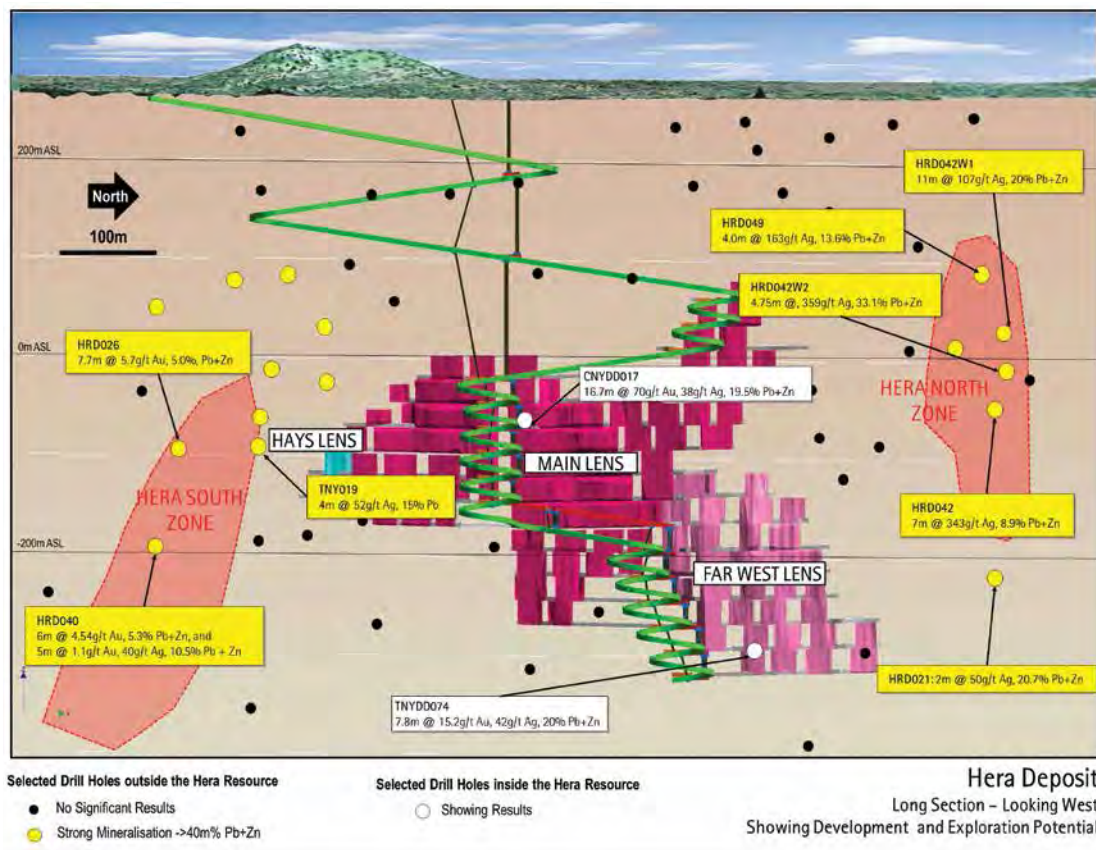 200m ASL
North
100m
HRD042W1
11m @ 107g/t Ag, 20% Pb+Zn
HRD049
4.0m @ 163g/t Ag, 13.6% Pb+Zn
HRD042W2
4.75m @, 359g/t Ag, 33.1% Pb+Zn
0m ASL
HRD026
7.7m @ 5.7g/t Au, 5.0%, Pb+Zn
CNYDD017
16.7m @ 70g/t Au, 38g/t Ag, 19.5% Pb+Zn
HERA NORTH
ZONE
HAYS LENS
MAIN LENS
HERA SOUTH
ZONE
TNY019
4m @ 52g/t Ag, 15% Pb
HRD042
7m @ 343g/t Ag, 8.9% Pb+Zn
-200m ASL
FAR WEST LENS
HRD040
6m @ 4.54g/t Au, 5.3% Pb+Zn, and
5m @ 1.1g/t Au, 40g/t Ag, 10.5% Pb + Zn
HRD021: 2m @ 50g/t Ag, 20.7% Pb+Zn
TNYDD074
7.8m @ 15.2g/t Au, 42g/t Ag, 20% Pb+Zn
Selected Drill Holes outside the Hera Resource
No Significant Results
Strong Mineralisation ->40m% Pb+Zn
Selected Drill Holes inside the Hera Resource
Showing Results
Hera Deposit
Long Section – Looking West
Showing Development and Exploration Potential